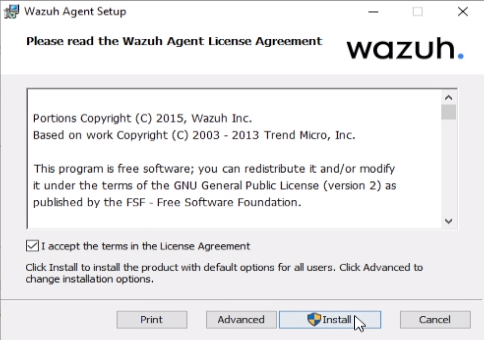 Wazuh Agent Setup
Please read the Wazuh Agent License Agreement
wazuh.
Portions Copyright (C) 2015, Wazuh Inc.
Based on work Copyright (C) 2003 - 2013 Trend Micro, Inc.
This program is free software; you can redistribute it and/or modify
it under the terms of the GNU General Public License (version 2) as
published by the FSF - Free Software Foundation.
I accept the terms in the License Agreement
Click Install to install the product with default options for all users. Click Advanced to
change installation options.
Print
Advanced
Install
Cancel